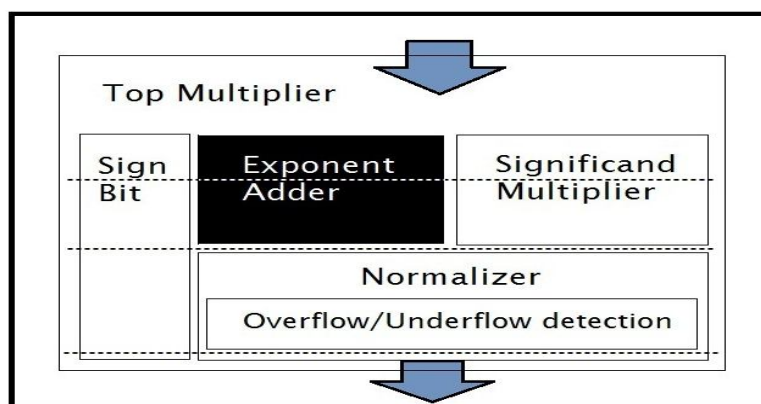 Top Multiplier
Sign
Bit
Exponent
Adder
Significand
Multiplier
Normalizer
Overflow/Underflow detection